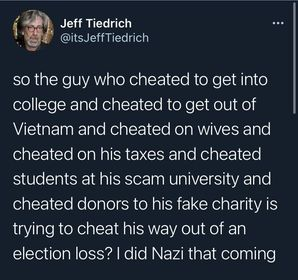 Jeff Tiedrich
@itsJeffTiedrich
so the guy who cheated to get into
college and cheated to get out of
Vietnam and cheated on wives and
cheated on his taxes and cheated
students at his scam university and
cheated donors to his fake charity is
trying to cheat his way out of an
election loss? I did Nazi that coming